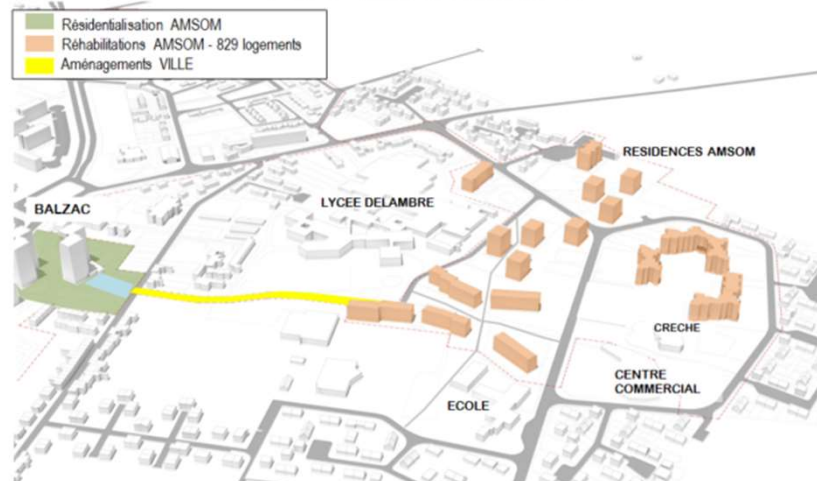 Résidentialisation AMSOM
Réhabilitations AMSOM - 829 logements
Aménagements VILLE
RESIDENCES AMSOM
LYCEE DELAMBRE
BALZAC
CRECHE
CENTRE
COMMERCIAL
ECOLE